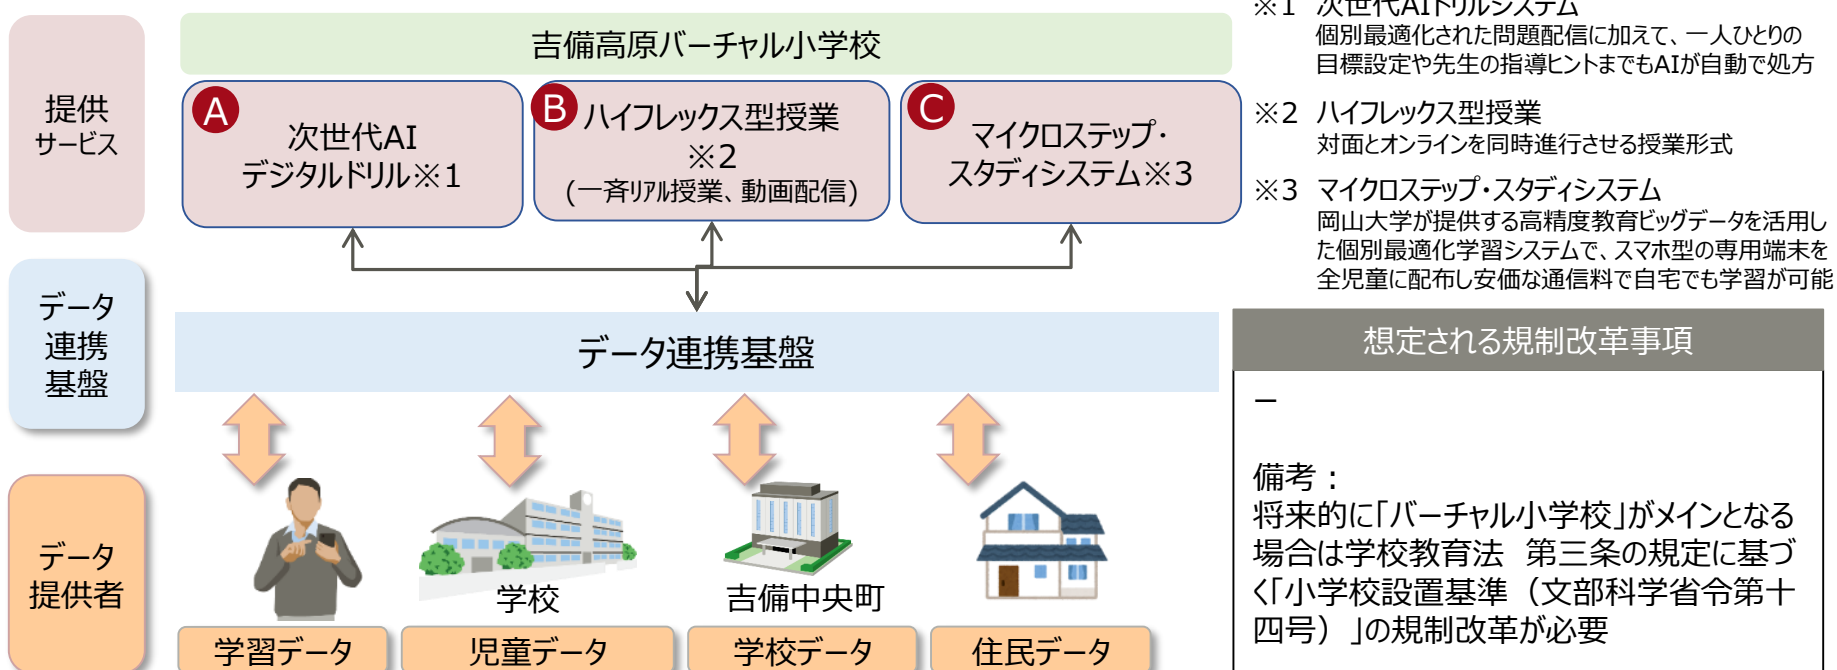 提供
サービス
吉備高原バーチャル小学校
A
次世代AI
デジタルドリル※1
B
ハイフレックス型授業
※2
(一斉リアル授業、動画配信)
C
マイクロステップ・
スタディシステム※3
データ
連携
基盤
データ連携基盤
データ
提供者
学校
吉備中央町
学習データ
児童データ
学校データ
住民データ
※1 次世代AIドリルシステム
個別最適化された問題配信に加えて、一人ひとりの
目標設定や先生の指導ヒントまでもAIが自動で処方
※2 ハイフレックス型授業
対面とオンラインを同時進行させる授業形式
※3 マイクロステップ・スタディシステム
岡山大学が提供する高精度教育ビッグデータを活用し
た個別最適化学習システムで、スマホ型の専用端末を
全児童に配布し安価な通信料で自宅でも学習が可能
想定される規制改革事項
－
備考：
将来的に「バーチャル小学校」がメインとなる
場合は学校教育法　第三条の規定に基づ
く「小学校設置基準（文部科学省令第十
四号）」の規制改革が必要